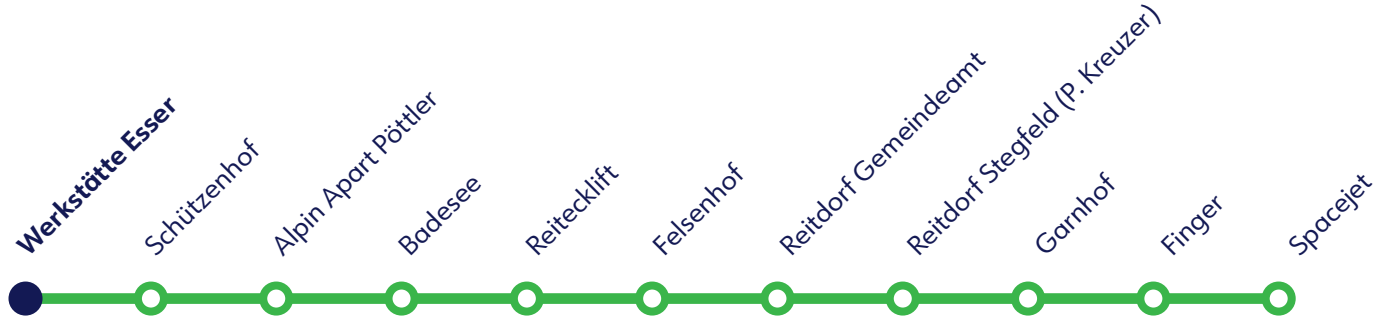 Werkstätte Esser
Schützenhof
Alpin Apart Pöttler
Badesee
Reitecklift
Felsenhof
Reitdorf Gemeindeamt
Reitdorf Stegfeld (P. Kreuzer)
Garnhof
Finger
Spacejet